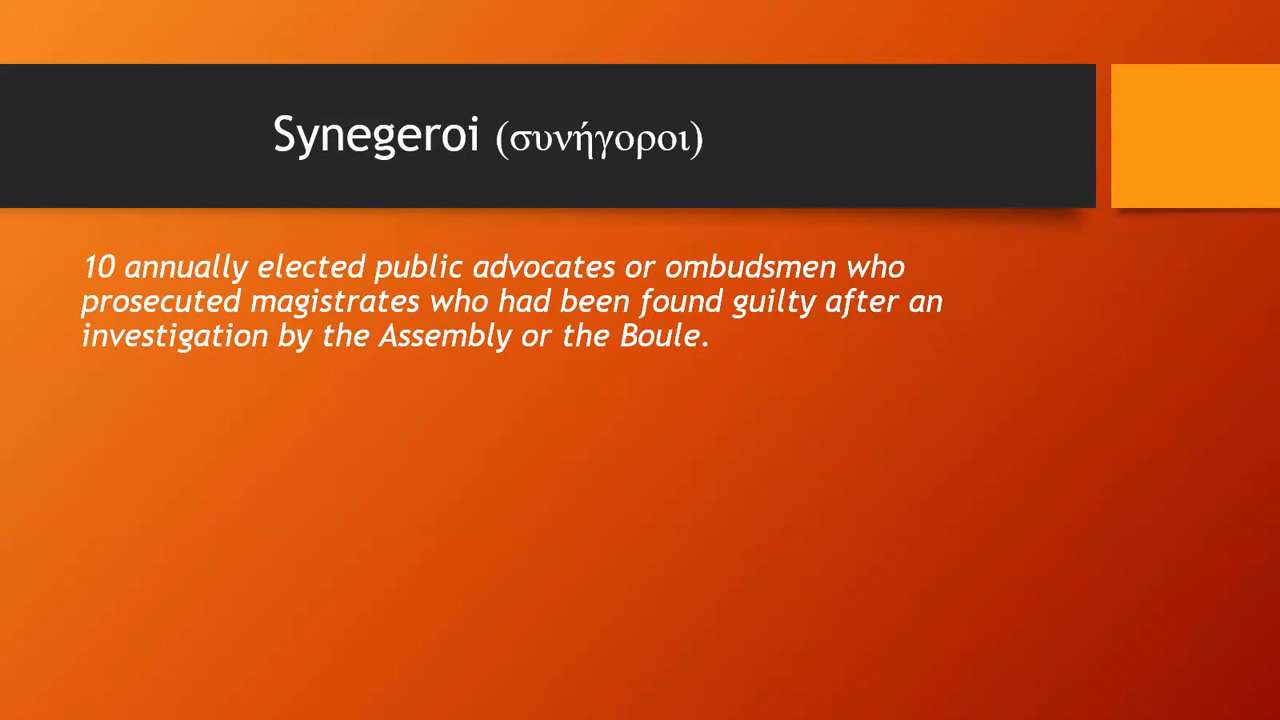 Synegeroi (συνήγοροι)
10 annually elected public advocates or ombudsmen who
prosecuted magistrates who had been found guilty after an
investigation by the Assembly or the Boule.